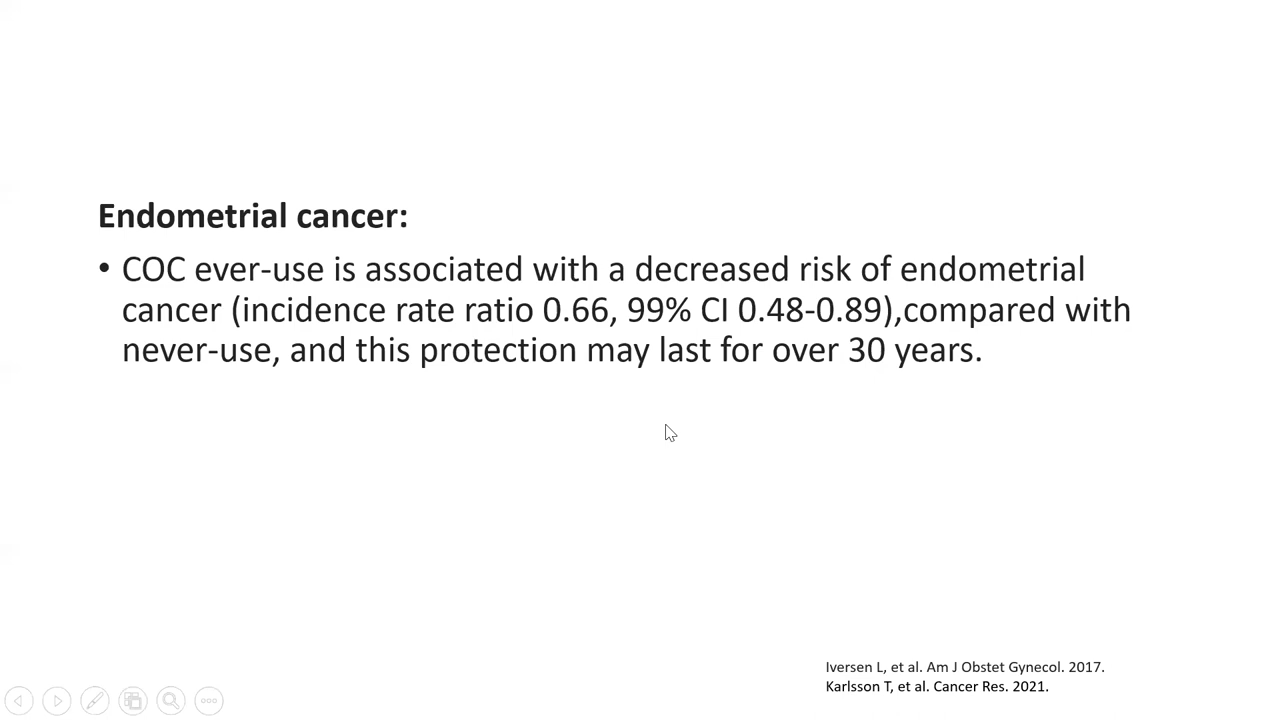 Endometrial cancer:
• COC ever-use is associated with a decreased risk of endometrial
cancer (incidence rate ratio 0.66, 99% CI 0.48-0.89),compared with
never-use, and this protection may last for over 30 years.
Iversen L, et al. Am J Obstet Gynecol. 2017.
Karlsson T, et al. Cancer Res. 2021.